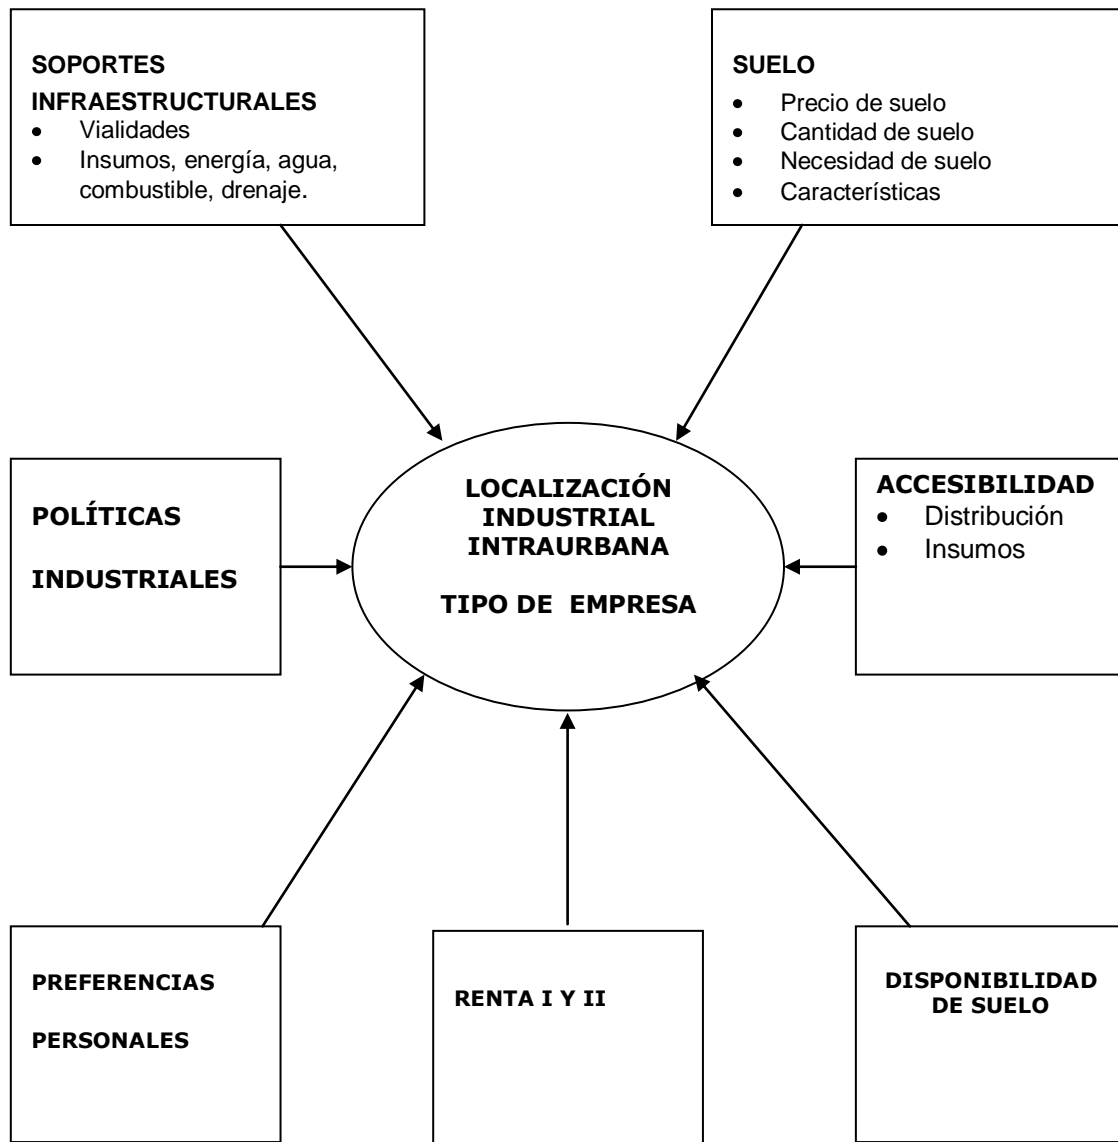 SOPORTES
INFRAESTRUCTURALES
• Vialidades
• Insumos, energía, agua,
combustible, drenaje.
SUELO
• Precio de suelo
• Cantidad de suelo
• Necesidad de suelo
• Características
POLÍTICAS
INDUSTRIALES
LOCALIZACIÓN
INDUSTRIAL
INTRAURBANA
TIPO DE EMPRESA
ACCESIBILIDAD
• Distribución
• Insumos
PREFERENCIAS
PERSONALES
RENTA I Y II
DISPONIBILIDAD
DE SUELO